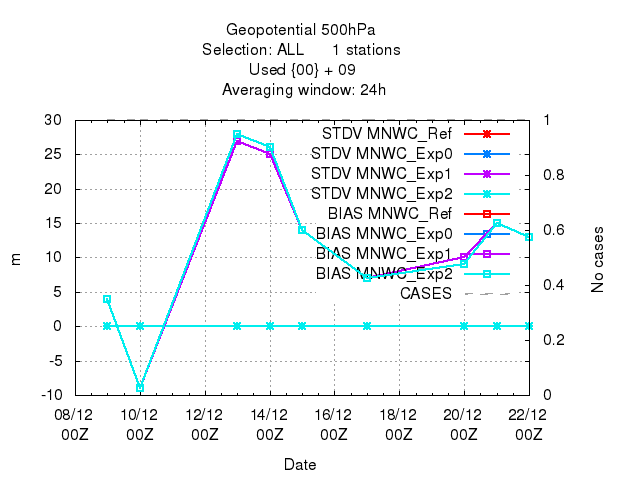 Geopotential 500hPa
Selection: ALL 1 stations
Used {00} + 09
Averaging window: 24h
30
25
20
15
10
5
0
-5
-10
m
1
0.8
0.6
0.4
0.2
0
No cases
STDV MNWC_Ref
STDV MNWC_Exp0
STDV MNWC_Exp1
STDV MNWC_Exp2
BIAS MNWC_Ref
BIAS MNWC_Exp0
BIAS MNWC_Exp1
BIAS MNWC_Exp2
CASES
08/12 10/12 12/12 14/12 16/12 18/12 20/12 22/12
00Z 00Z 00Z 00Z 00Z 00Z 00Z 00Z
Date